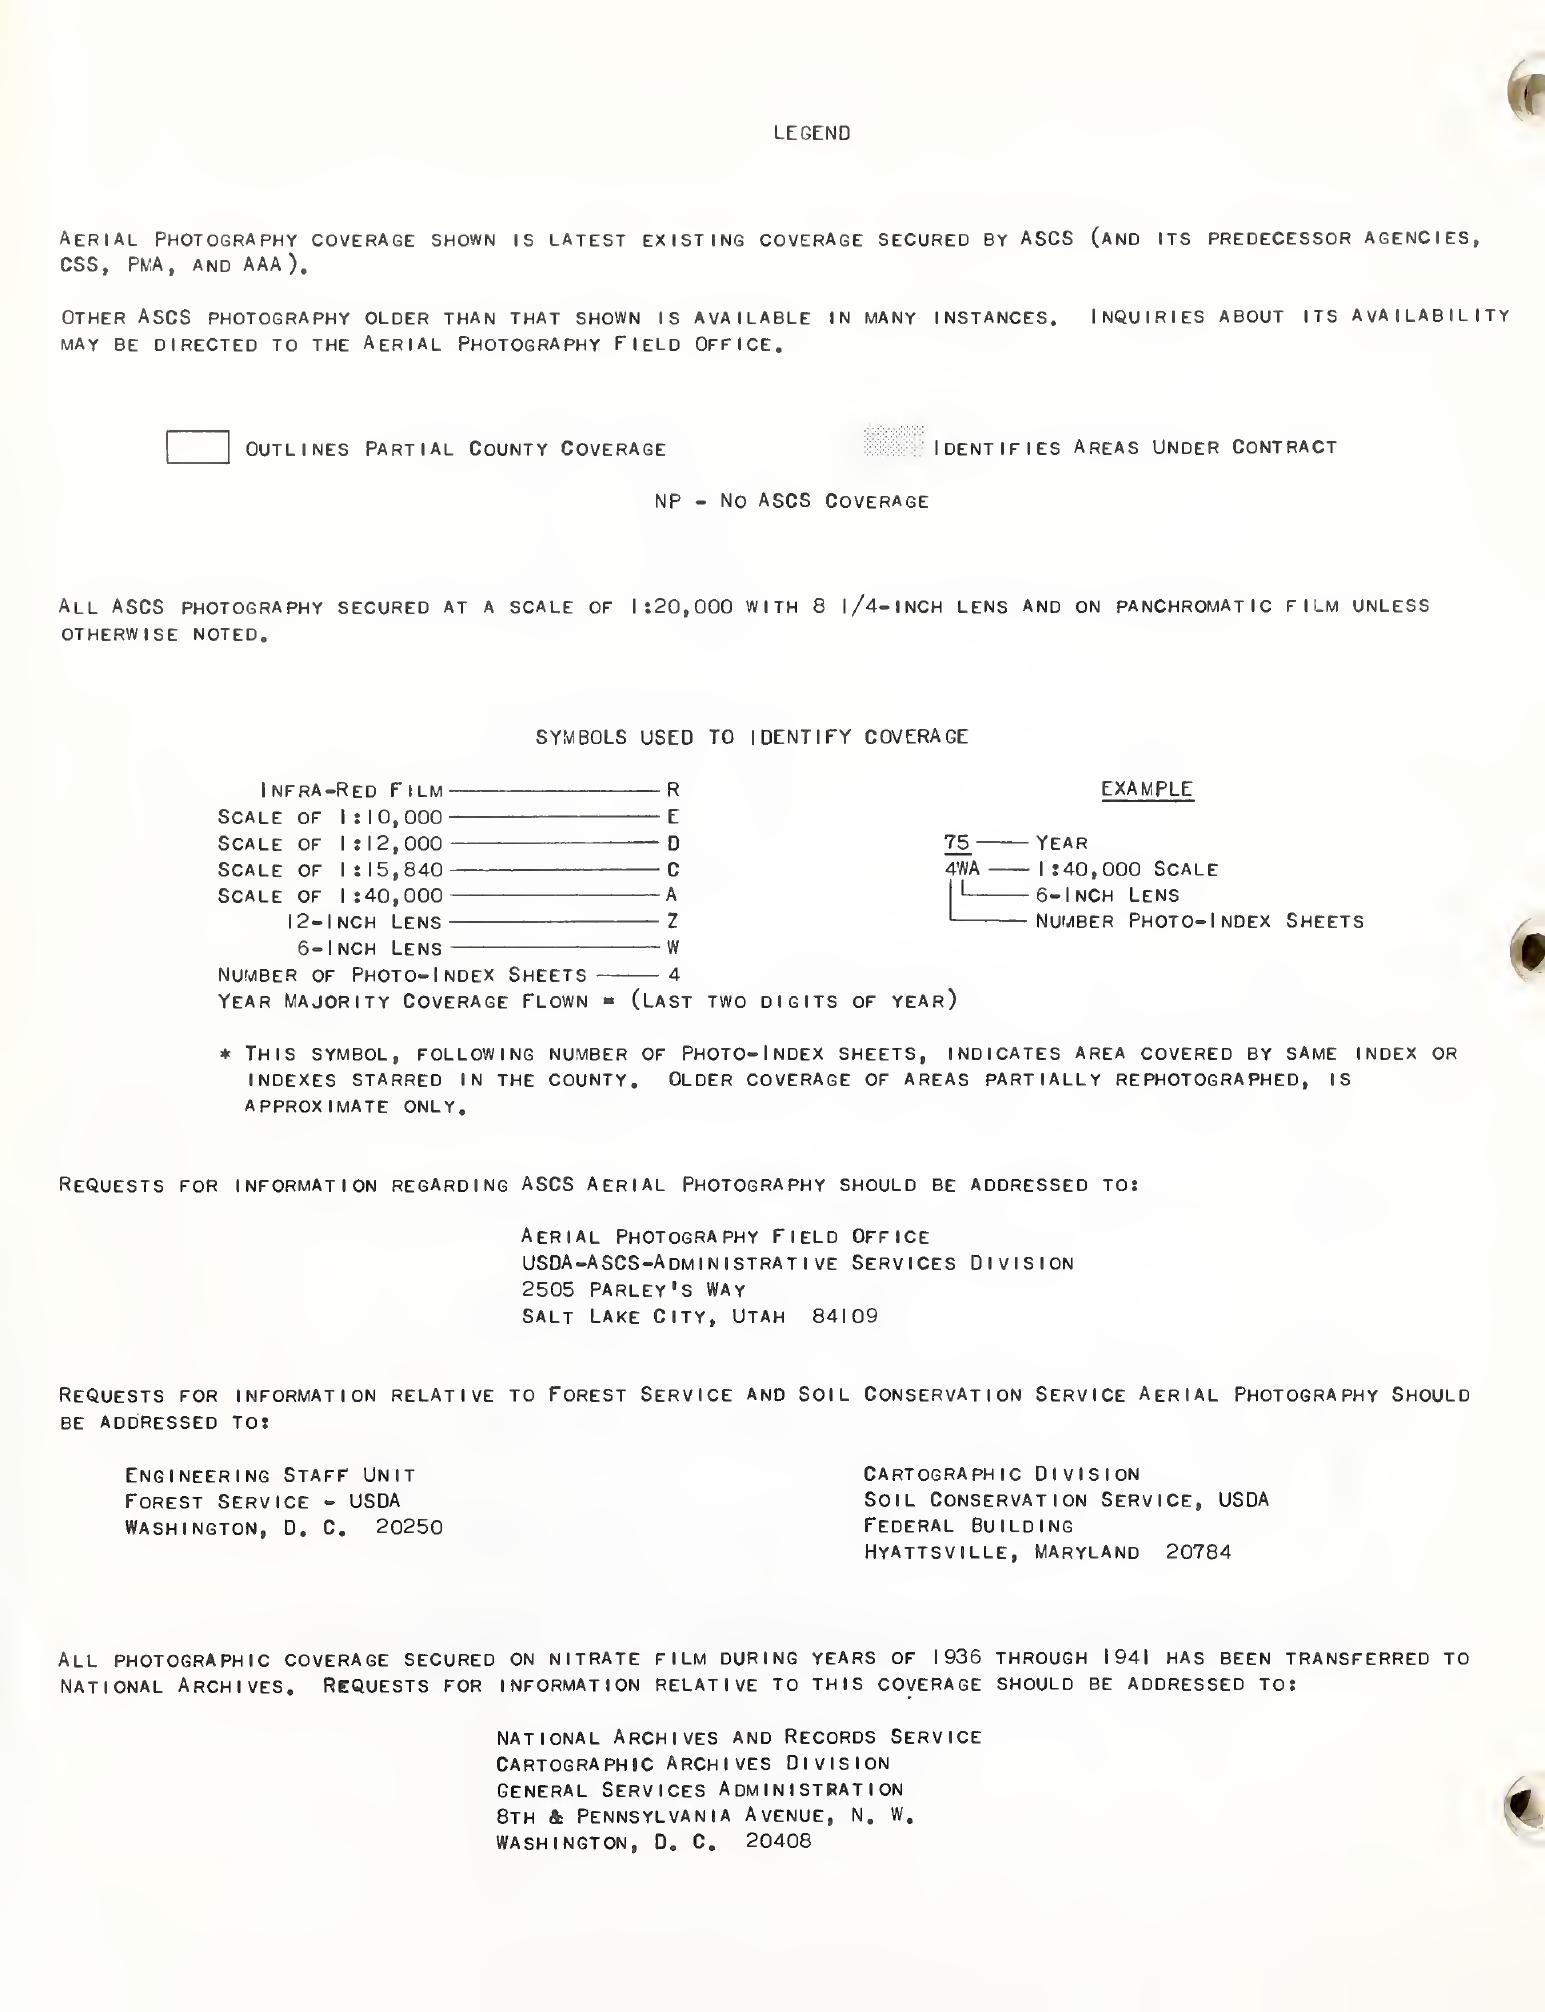 LEGEND
AERIAL PHOTOGRAPHY COVERAGE SHOWN IS LATEST EXISTING COVERAGE SECURED BY ASCS (AND ITS PREDECESSOR AGENCIES,
CSS, PMA, AND AAA).
OTHER ASCS PHOTOGRAPHY OLDER THAN THAT SHOWN IS AVAILABLE IN MANY INSTANCES. INQUIRIES ABOUT ITS AVAILABILITY
MAY BE DIRECTED TO THE AERIAL PHOTOGRAPHY FIELD OFFICE.
OUTLINES PARTIAL COUNTY COVERAGE
IDENTIFIES AREAS UNDER CONTRACT
NP - NO ASCS COVERAGE
ALL ASCS PHOTOGRAPHY SECURED AT A SCALE OF 1:20,000 WITH 8 1/4-INCH LENS AND ON PANCHROMATIC FILM UNLESS
OTHERWISE NOTED.
SYMBOLS USED TO IDENTIFY COVERAGE
INFRA-RED FILM R
SCALE OF 1:10,000 E
SCALE OF 1:12,000 D
SCALE OF 1:15,840 C
SCALE OF 1:40,000 A
12-INCH LENS Z
6-INCH LENS W
NUMBER OF PHOTO-INDEX SHEETS 4
YEAR MAJORITY COVERAGE FLOWN = (LAST TWO DIGITS OF YEAR)
EXAMPLE
75 YEAR
4WA 1:40,000 SCALE
6-INCH LENS
NUMBER PHOTO-INDEX SHEETS
* THIS SYMBOL, FOLLOWING NUMBER OF PHOTO-INDEX SHEETS, INDICATES AREA COVERED BY SAME INDEX OR
INDEXES STARRED IN THE COUNTY. OLDER COVERAGE OF AREAS PARTIALLY REPHOTOGRAPHED, IS
APPROXIMATE ONLY.
REQUESTS FOR INFORMATION REGARDING ASCS AERIAL PHOTOGRAPHY SHOULD BE ADDRESSED TO:
AERIAL PHOTOGRAPHY FIELD OFFICE
USDA-ASCS-ADMINISTRATIVE SERVICES DIVISION
2505 PARLEY'S WAY
SALT LAKE CITY, UTAH 84109
REQUESTS FOR INFORMATION RELATIVE TO FOREST SERVICE AND SOIL CONSERVATION SERVICE AERIAL PHOTOGRAPHY SHOULD
BE ADDRESSED TO:
ENGINEERING STAFF UNIT
FOREST SERVICE - USDA
WASHINGTON, D. C. 20250
CARTOGRAPHIC DIVISION
SOIL CONSERVATION SERVICE, USDA
FEDERAL BUILDING
HYATTSVILLE, MARYLAND 20784
ALL PHOTOGRAPHIC COVERAGE SECURED ON NITRATE FILM DURING YEARS OF 1936 THROUGH 1941 HAS BEEN TRANSFERRED TO
NATIONAL ARCHIVES. REQUESTS FOR INFORMATION RELATIVE TO THIS COVERAGE SHOULD BE ADDRESSED TO:
NATIONAL ARCHIVES AND RECORDS SERVICE
CARTOGRAPHIC ARCHIVES DIVISION
GENERAL SERVICES ADMINISTRATION
8TH & PENNSYLVANIA AVENUE, N. W.
WASHINGTON, D. C. 20408